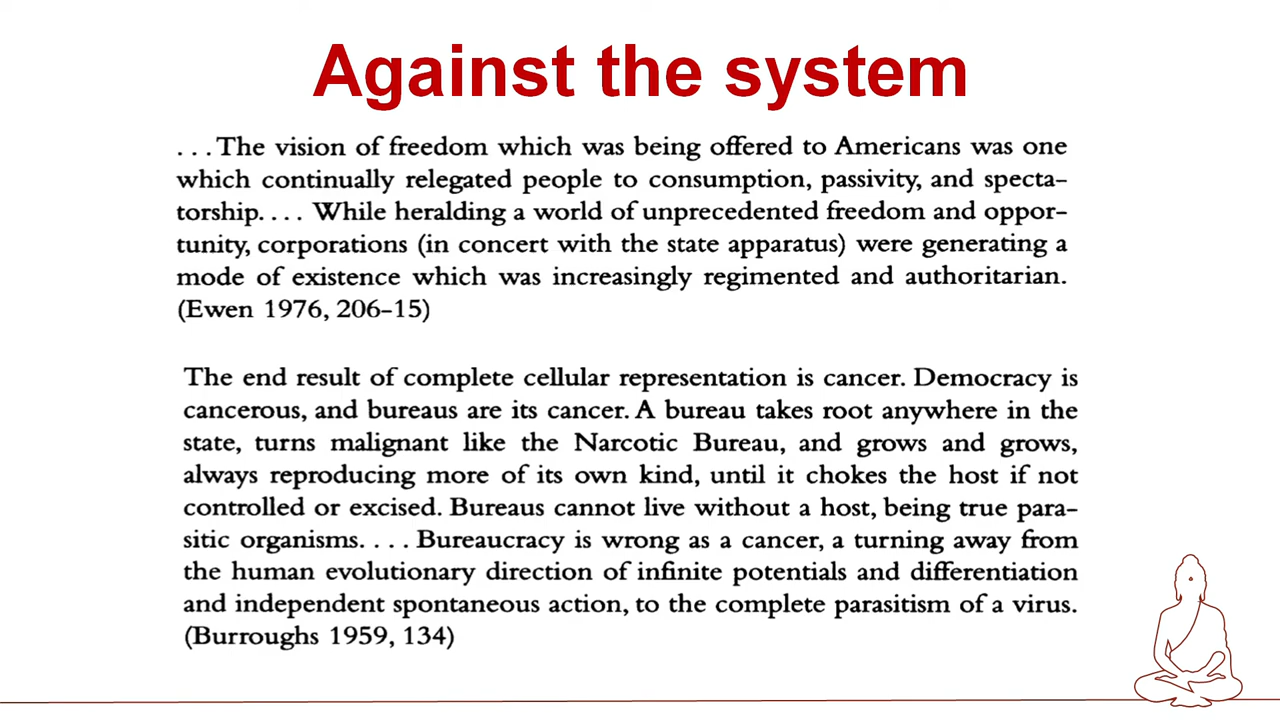 Against the system
. . . The vision of freedom which was being offered to Americans was one
which continually relegated people to consumption, passivity, and specta-
torship. . . . While heralding a world of unprecedented freedom and oppor-
tunity, corporations (in concert with the state apparatus) were generating a
mode of existence which was increasingly regimented and authoritarian.
(Ewen 1976, 206–15)
The end result of complete cellular representation is cancer. Democracy is
cancerous, and bureaus are its cancer. A bureau takes root anywhere in the
state, turns malignant like the Narcotic Bureau, and grows and grows,
always reproducing more of its own kind, until it chokes the host if not
controlled or excised. Bureaus cannot live without a host, being true para-
sitic organisms. . . . Bureaucracy is wrong as a cancer, a turning away from
the human evolutionary direction of infinite potentials and differentiation
and independent spontaneous action, to the complete parasitism of a virus.
(Burroughs 1959, 134)